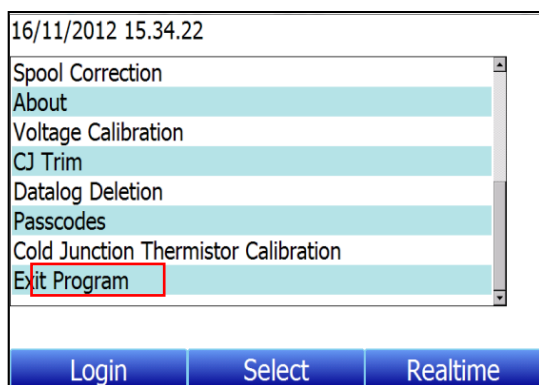 16/11/2012 15.34.22
Spool Correction
About
Voltage Calibration
CJ Trim
Datalog Deletion
Passcodes
Cold Junction Thermistor Calibration
Exit Program
Login Select Realtime